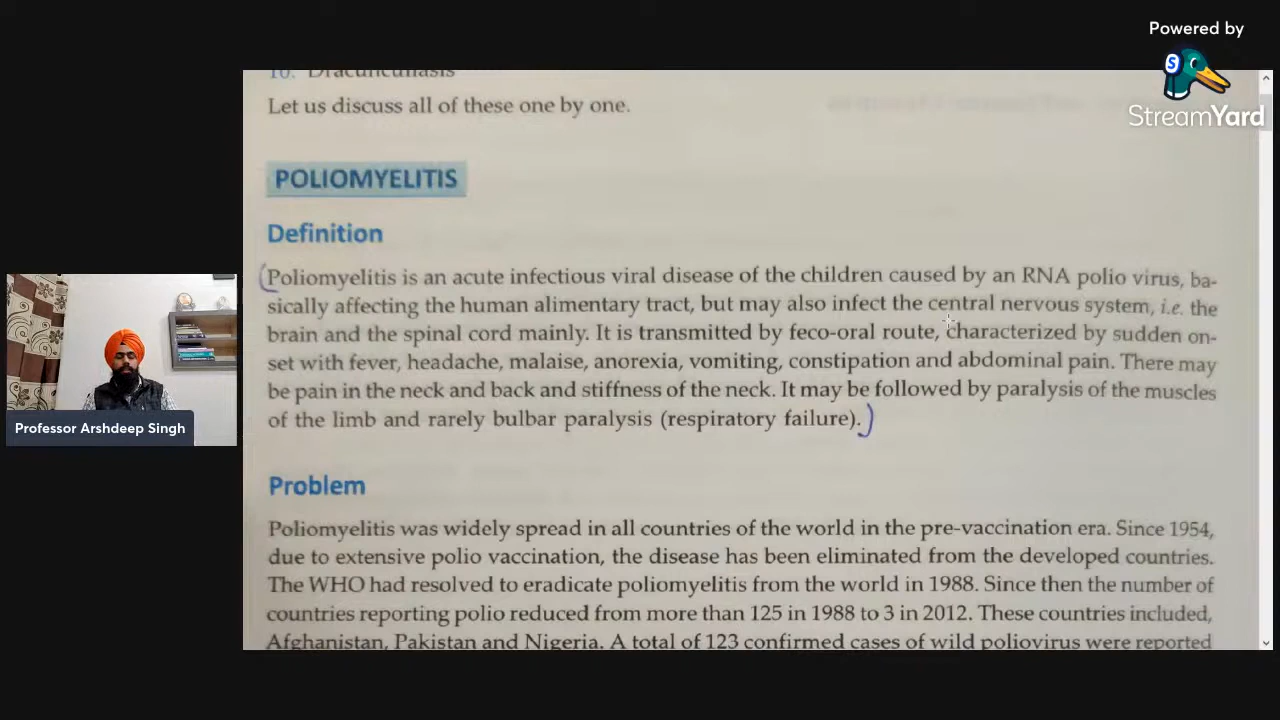 Powered by
StreamYard
10. Dracunculiasis
Let us discuss all of these one by one.
POLIOMYELITIS
Definition
Poliomyelitis is an acute infectious viral disease of the children caused by an RNA polio virus, ba-
sically affecting the human alimentary tract, but may also infect the central nervous system, i.e. the
brain and the spinal cord mainly. It is transmitted by feco-oral route, characterized by sudden on-
set with fever, headache, malaise, anorexia, vomiting, constipation and abdominal pain. There may
be pain in the neck and back and stiffness of the neck. It may be followed by paralysis of the muscles
of the limb and rarely bulbar paralysis (respiratory failure).
Problem
Poliomyelitis was widely spread in all countries of the world in the pre-vaccination era. Since 1954,
due to extensive polio vaccination, the disease has been eliminated from the developed countries.
The WHO had resolved to eradicate poliomyelitis from the world in 1988. Since then the number of
countries reporting polio reduced from more than 125 in 1988 to 3 in 2012. These countries included,
Afghanistan, Pakistan and Nigeria. A total of 123 confirmed cases of wild poliovirus were reported
Professor Arshdeep Singh